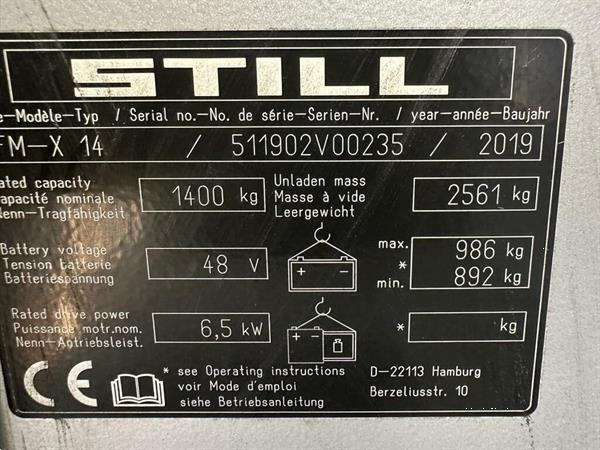 STILL
e-Modèle-Typ / Serial no.-No. de série-Serien-Nr. / year-année-Baujahr
FM-X 14 / 511902V00235 / 2019
ated capacity
apacité nominale
Nenn-Tragfähigkeit
1400 kg
Unladen mass
Masse à vide
Leergewicht
2561 kg
Battery voltage
Tension batterie
Batteriespannung
48 V
max. 986 kg
*
min. 892 kg
Rated drive power
Puissance motr.nom.
Nenn-Antriebsleist.
6,5 kW
* kg
CE
* see Operating instructions
voir Mode d'emploi
siehe Betriebsanleitung
D-22113 Hamburg
Berzeliusstr. 10